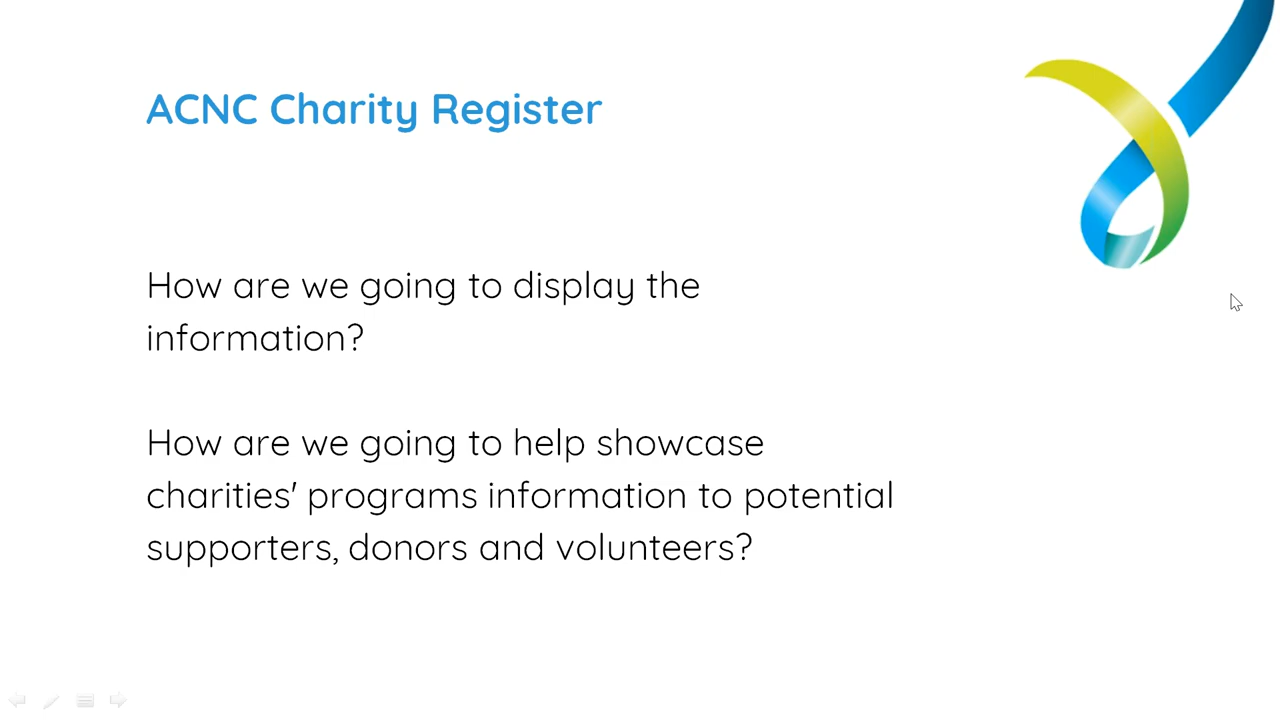 ACNC Charity Register
How are we going to display the
information?
How are we going to help showcase
charities' programs information to potential
supporters, donors and volunteers?